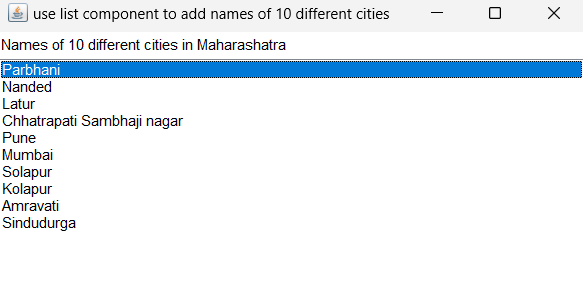 use list component to add names of 10 different cities
Names of 10 different cities in Maharashatra
Parbhani
Nanded
Latur
Chhatrapati Sambhaji nagar
Pune
Mumbai
Solapur
Kolapur
Amravati
Sindudurga